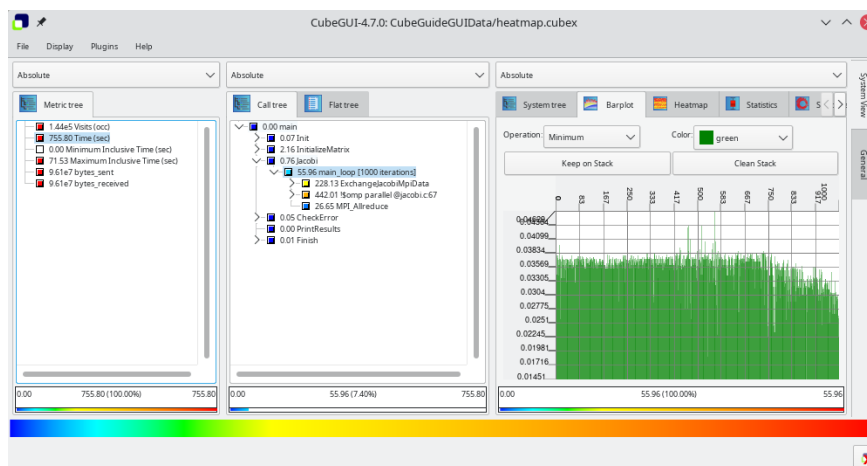 CubeGUI-4.7.0: CubeGuideGUIData/heatmap.cubex
File Display Plugins Help
Absolute
Metric tree
1.44e5 Visits (occ)
755.80 Time (sec)
0.00 Minimum Inclusive Time (sec)
71.53 Maximum Inclusive Time (sec)
9.61e7 bytes_sent
9.61e7 bytes_received
0.00 755.80 (100.00%) 755.80
Absolute
Call tree Flat tree
0.00 main
0.07 Init
2.16 InitializeMatrix
0.76 Jacobi
55.96 main_loop [1000 iterations]
228.13 ExchangeJacobiMpiData
442.01 !$omp parallel @jacobi.c:67
26.65 MPI_Allreduce
0.05 CheckError
0.00 PrintResults
0.01 Finish
0.00 55.96 (7.40%) 755.80
Absolute
System tree Barplot Heatmap Statistics
Operation: Minimum Color: green
Keep on Stack Clean Stack
0 83 167 250 333 417 500 583 667 750 833 917 1000
0.04364
0.04099
0.03834
0.03569
0.03305
0.0304
0.02775
0.0251
0.02245
0.01981
0.01716
0.01451
0.00 55.96 (100.00%) 55.96
System View
General